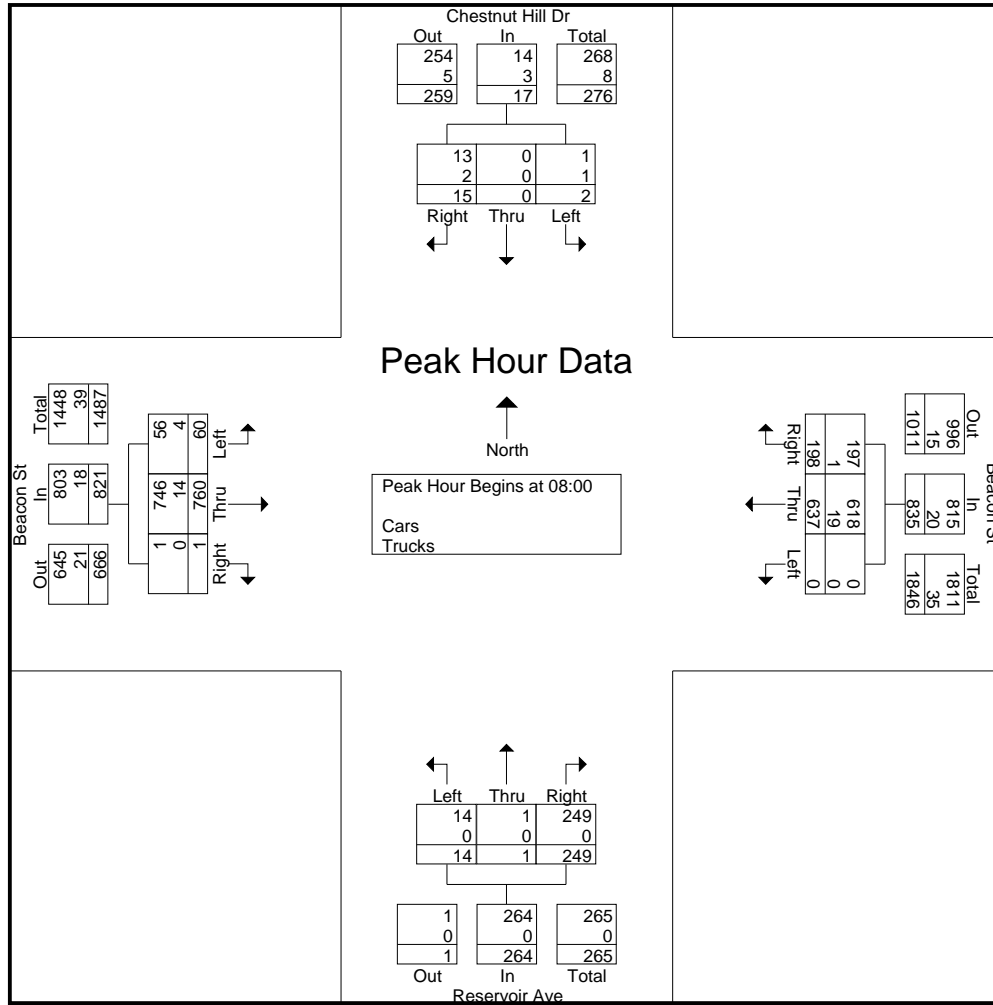 Chestnut Hill Dr
Out In Total
254 14 268
5 3 8
259 17 276
13 0 1
2 0 1
15 0 2
Right Thru Left
Peak Hour Data
North
Peak Hour Begins at 08:00
Cars
Trucks
Beacon St
Out In Total
645 803 1448
21 18 39
666 821 1487
1 746 56
0 14 4
1 760 60
Right Thru Left
Beacon St
Out In Total
996 815 1811
15 20 35
1011 835 1846
197 618 0
1 19 0
198 637 0
Right Thru Left
Left Thru Right
14 1 249
0 0 0
14 1 249
1 264 265
0 0 0
1 264 265
Out In Total
Reservoir Ave